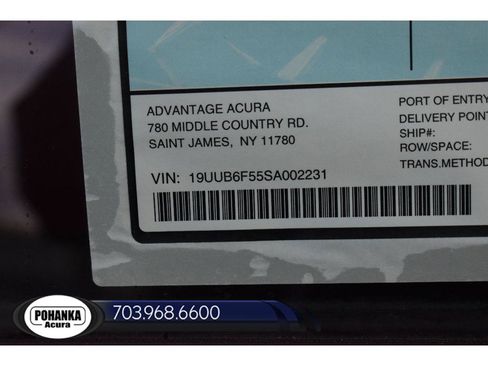 ADVANTAGE ACURA
780 MIDDLE COUNTRY RD.
SAINT JAMES, NY 11780
PORT OF ENTRY
DELIVERY POIN
SHIP#:
ROW/SPACE:
TRANS.METHOD
VIN: 19UUB6F55SA002231
POHANKA
Acura
703.968.6600